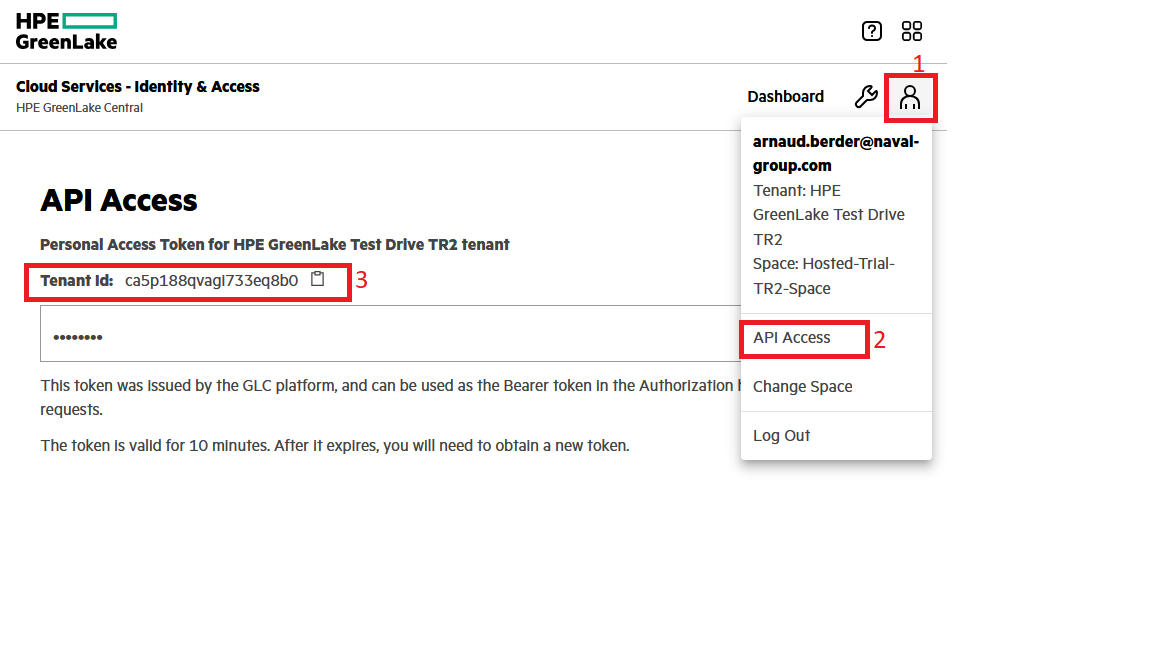 HPE
GreenLake
1
Cloud Services - Identity & Access
HPE GreenLake Central
Dashboard
arnaud.berder@naval-
group.com
Tenant: HPE
GreenLake Test Drive
TR2
Space: Hosted-Trial-
TR2-Space
API Access 2
Change Space
Log Out
API Access
Personal Access Token for HPE GreenLake Test Drive TR2 tenant
Tenant Id: ca5p188qvagi733eq8b0 3
••••••••
This token was issued by the GLC platform, and can be used as the Bearer token in the Authorization
requests.
The token is valid for 10 minutes. After it expires, you will need to obtain a new token.